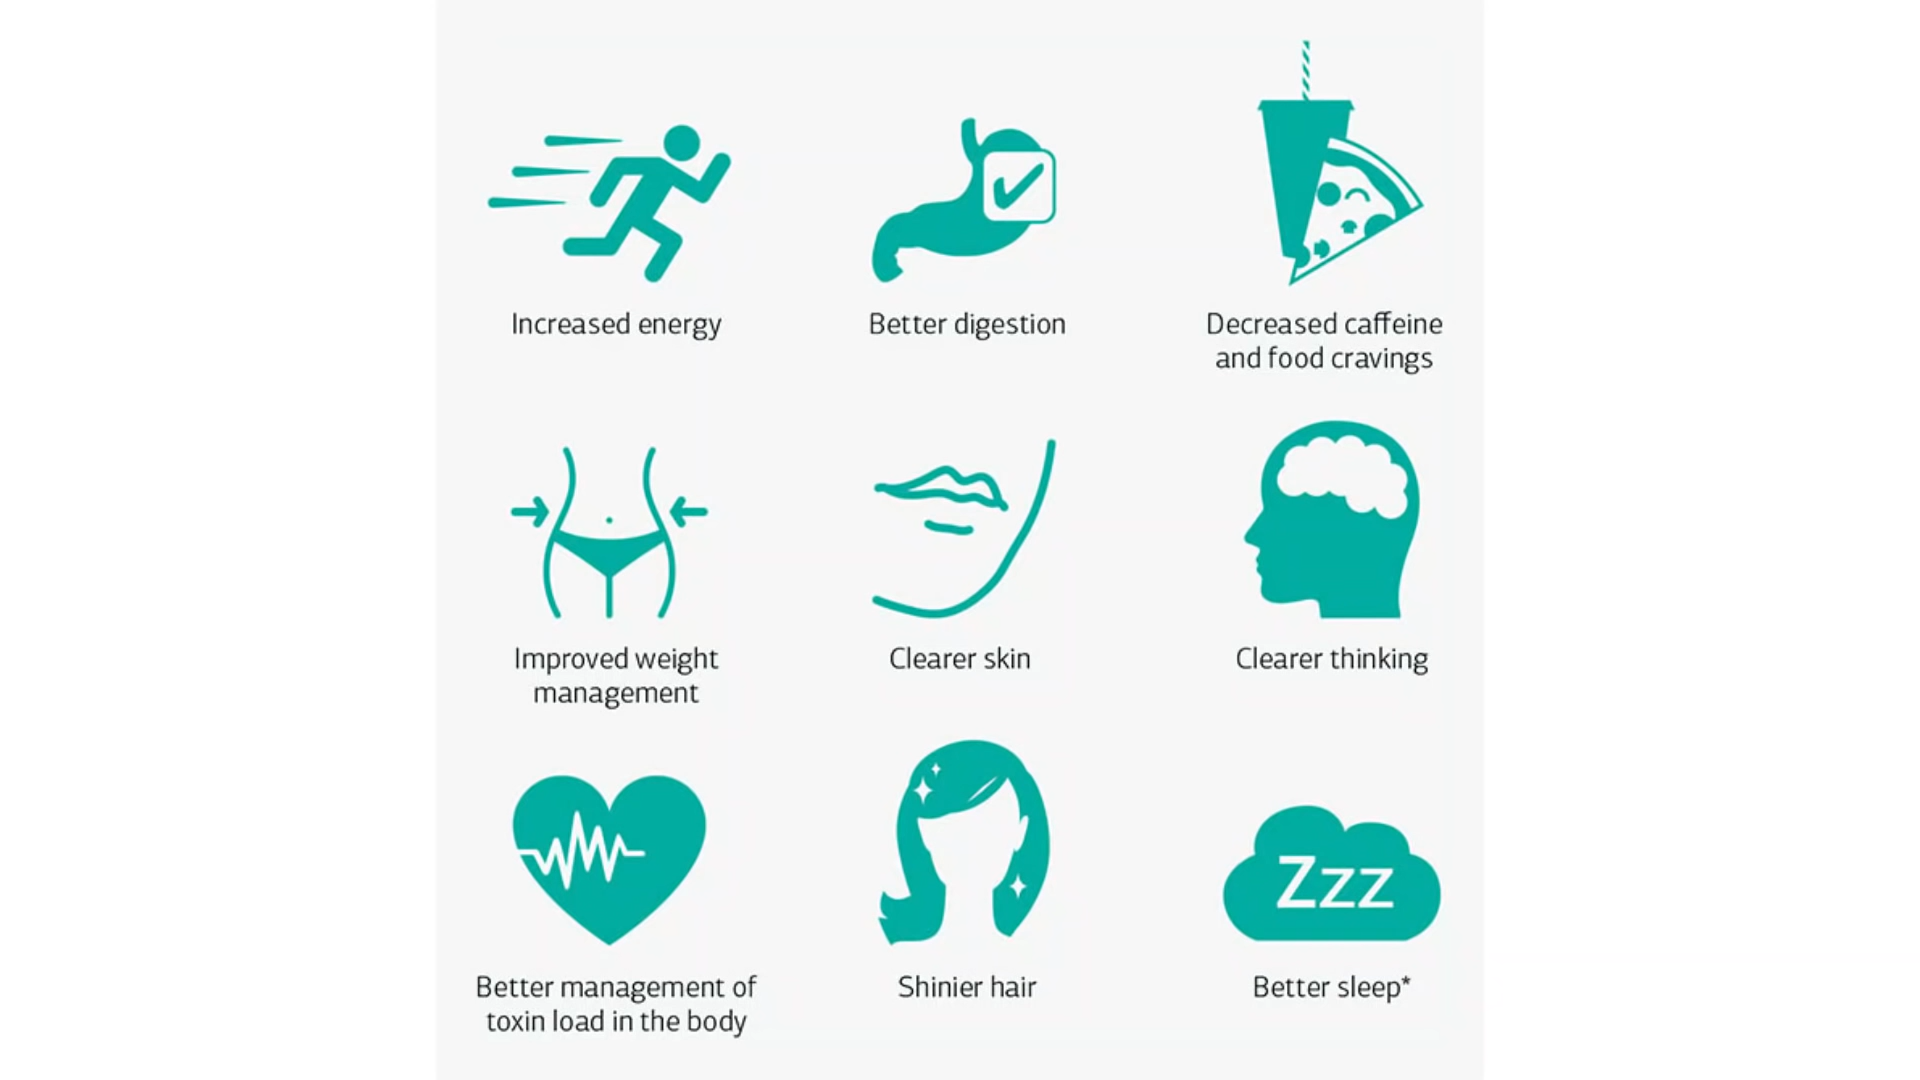 Increased energy
Better digestion
Decreased caffeine
and food cravings
Improved weight
management
Clearer skin
Clearer thinking
Better management of
toxin load in the body
Shinier hair
Zzz
Better sleep*